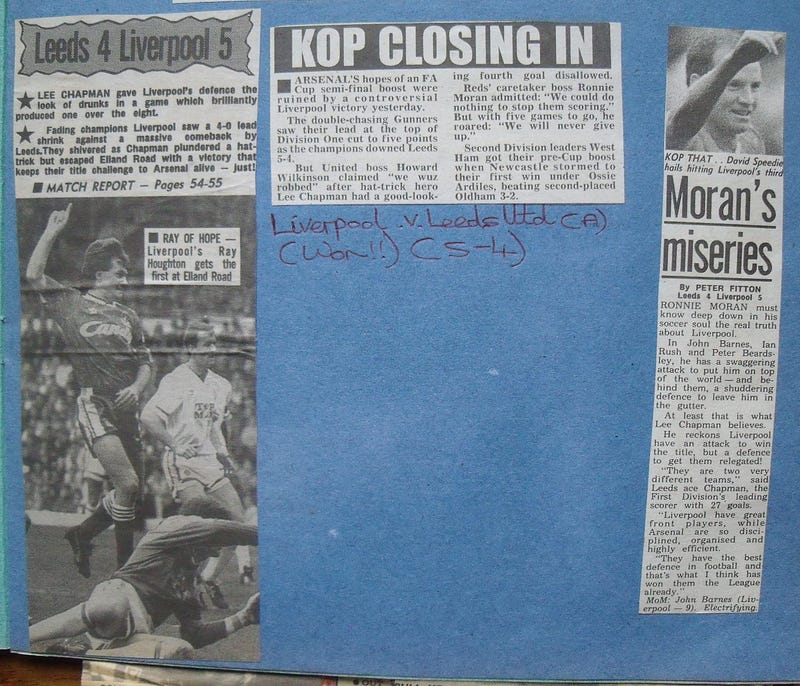 Leeds 4 Liverpool 5
★ LEE CHAPMAN gave Liverpool's defence the
look of drunks in a game which brilliantly
produced one over the eight.
★ Fading champions Liverpool saw a 4-0 lead
shrink against a massive comeback by
Leeds.They shivered as Chapman plundered a hat-
trick but escaped Elland Road with a victory that
keeps their title challenge to Arsenal alive — just!
■ MATCH REPORT – Pages 54-55
■ RAY OF HOPE —
Liverpool's Ray
Houghton gets the
first at Elland Road
Candy
TOP
MAN
KOP CLOSING IN
■ ARSENAL'S hopes of an FA
Cup semi-final boost were
ruined by a controversial
Liverpool victory yesterday.
The double-chasing Gunners
saw their lead at the top of
Division One cut to five points
as the champions downed Leeds
5-4.
But United boss Howard
Wilkinson claimed "we wuz
robbed" after hat-trick hero
Lee Chapman had a good-look-
ing fourth goal disallowed.
Reds' caretaker boss Ronnie
Moran admitted: "We could do
nothing to stop them scoring."
But with five games to go, he
roared: "We will never give
up."
Second Division leaders West
Ham got their pre-Cup boost
when Newcastle stormed to
their first win under Ossie
Ardiles, beating second-placed
Oldham 3-2.
Liverpool .v. Leeds Utd (A)
(Won!!) (5-4)
KOP THAT . . David Speedie
hails hitting Liverpool's third
Moran's
miseries
By PETER FITTON
Leeds 4 Liverpool 5
RONNIE MORAN must
know deep down in his
soccer soul the real truth
about Liverpool.
In John Barnes, Ian
Rush and Peter Beards-
ley, he has a swaggering
attack to put him on top
of the world — and be-
hind them, a shuddering
defence to leave him in
the gutter.
At least that is what
Lee Chapman believes.
He reckons Liverpool
have an attack to win
the title, but a defence
to get them relegated!
"They are two very
different teams," said
Leeds ace Chapman, the
First Division's leading
scorer with 27 goals.
"Liverpool have great
front players, while
Arsenal are so disci-
plined, organised and
highly efficient.
"They have the best
defence in football and
that's what I think has
won them the League
already."
MoM: John Barnes (Liv-
erpool — 9). Electrifying.